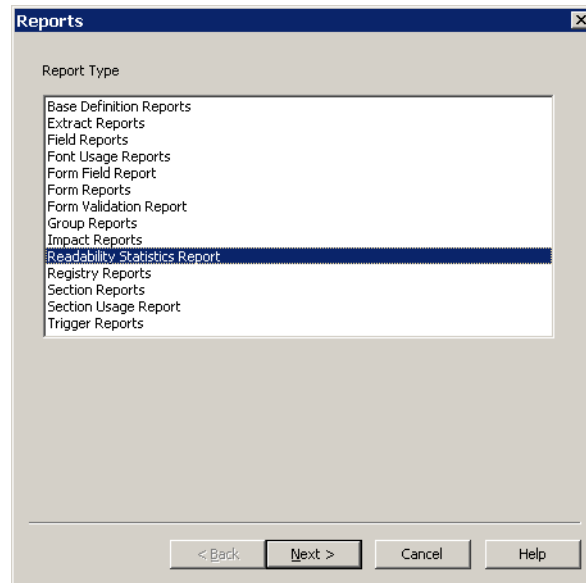 Reports
Report Type
Base Definition Reports
Extract Reports
Field Reports
Font Usage Reports
Form Field Report
Form Reports
Form Validation Report
Group Reports
Impact Reports
Readability Statistics Report
Registry Reports
Section Reports
Section Usage Report
Trigger Reports
< Back Next > Cancel Help